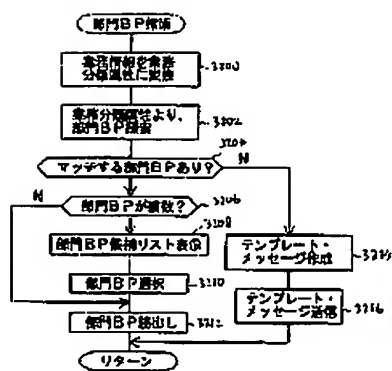 部門BP探索
業務情報を業務
分類属性に変換
3200
業務分類属性より、
部門BP探索
3202
3204
マッチする部門BPあり?
N
3206
N
部門BPが複数?
3208
部門BP候補リスト表示
テンプレート・
メッセージ作成
部門BP選択
3210
テンプレート・
メッセージ送信
3216
部門BP読出し
3212
リターン